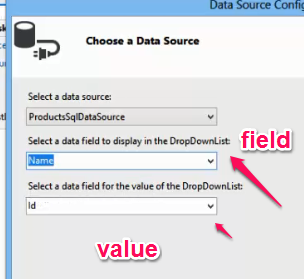 Data Source Config
Choose a Data Source
Select a data source:
ProductsSqlDataSource
Select a data field to display in the DropDownList:
field
Name
Select a data field for the value of the DropDownList:
Id
value